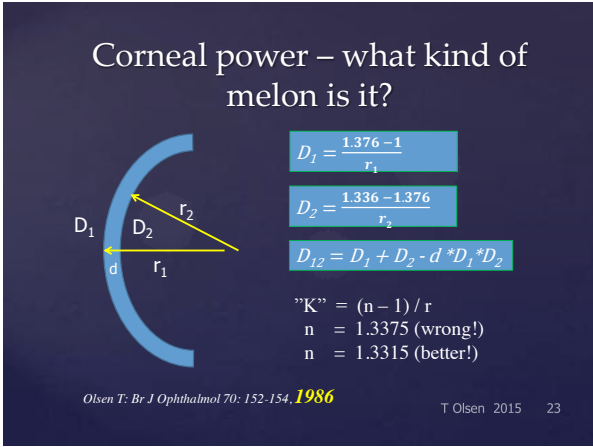 Corneal power – what kind of
melon is it?
D₁ = (1.376 – 1) / r₁
D₂ = (1.336 – 1.376) / r₂
D₁₂ = D₁ + D₂ - d *D₁*D₂
D₁
D₂
r₂
d
r₁
”K” = (n – 1) / r
n = 1.3375 (wrong!)
n = 1.3315 (better!)
Olsen T: Br J Ophthalmol 70: 152-154, 1986
T Olsen 2015 23